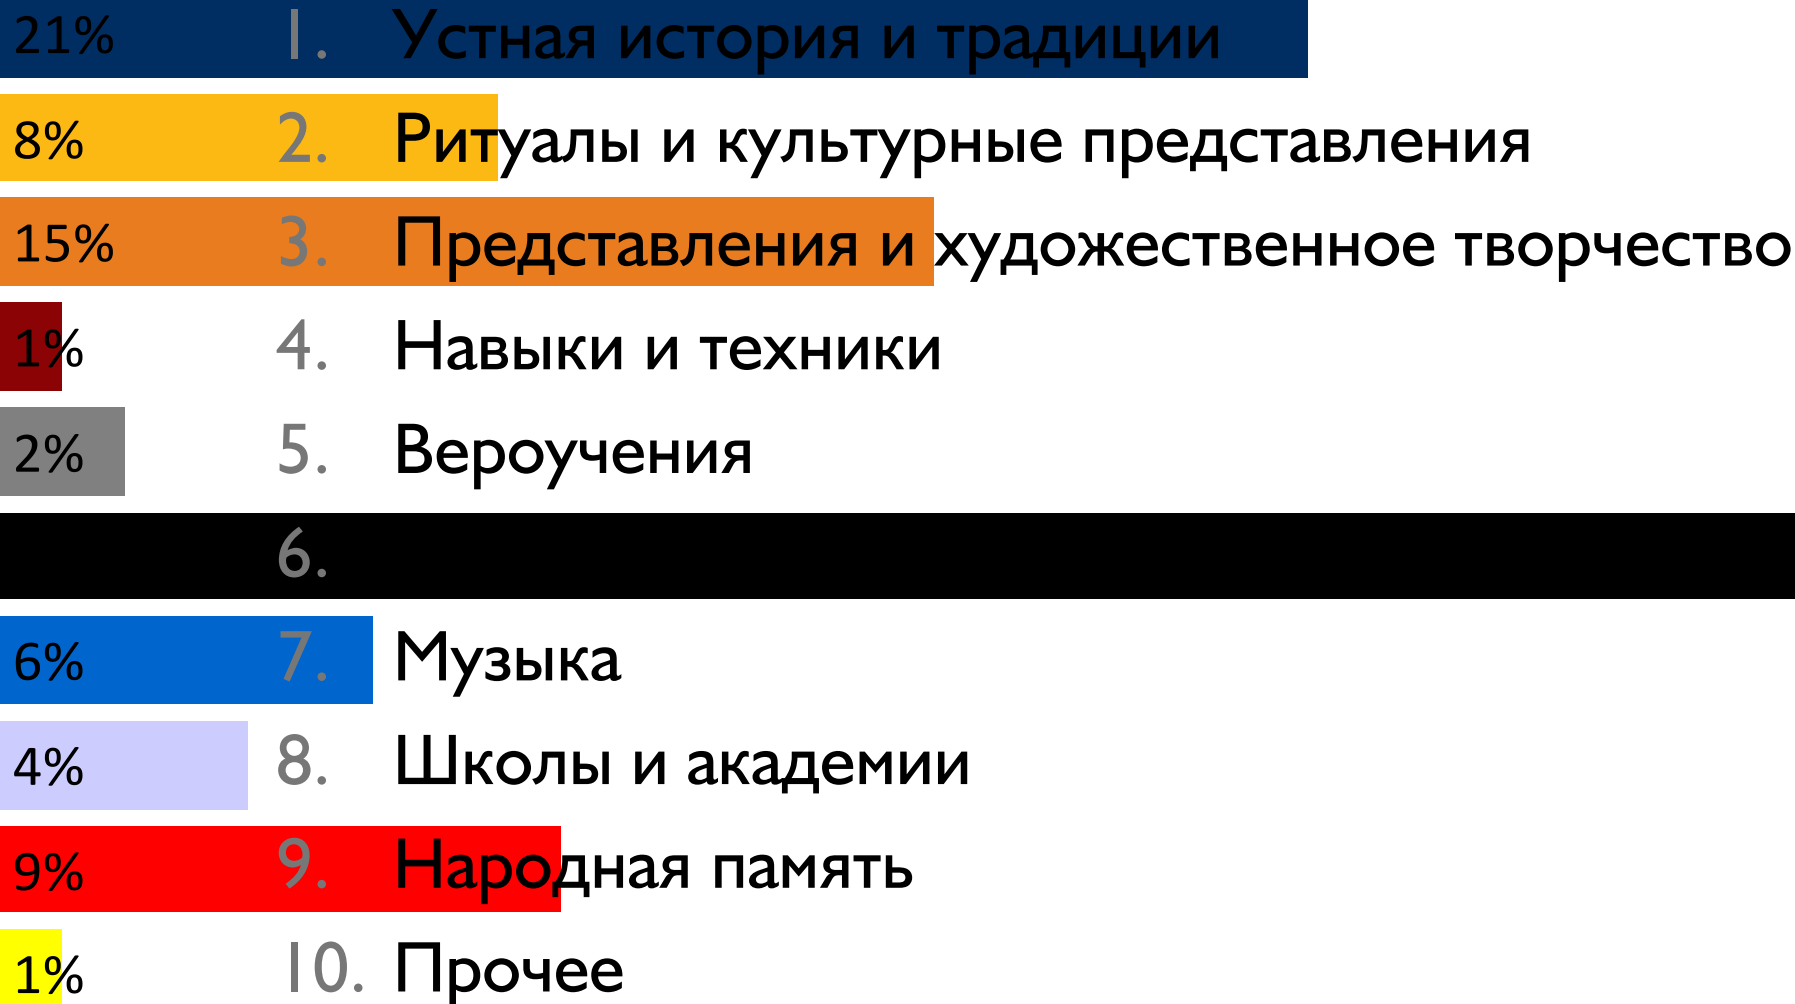 21% 1. Устная история и традиции
8% 2. Ритуалы и культурные представления
15% 3. Представления и художественное творчество
1% 4. Навыки и техники
2% 5. Вероучения
6.
6% 7. Музыка
4% 8. Школы и академии
9% 9. Народная память
1% 10. Прочее